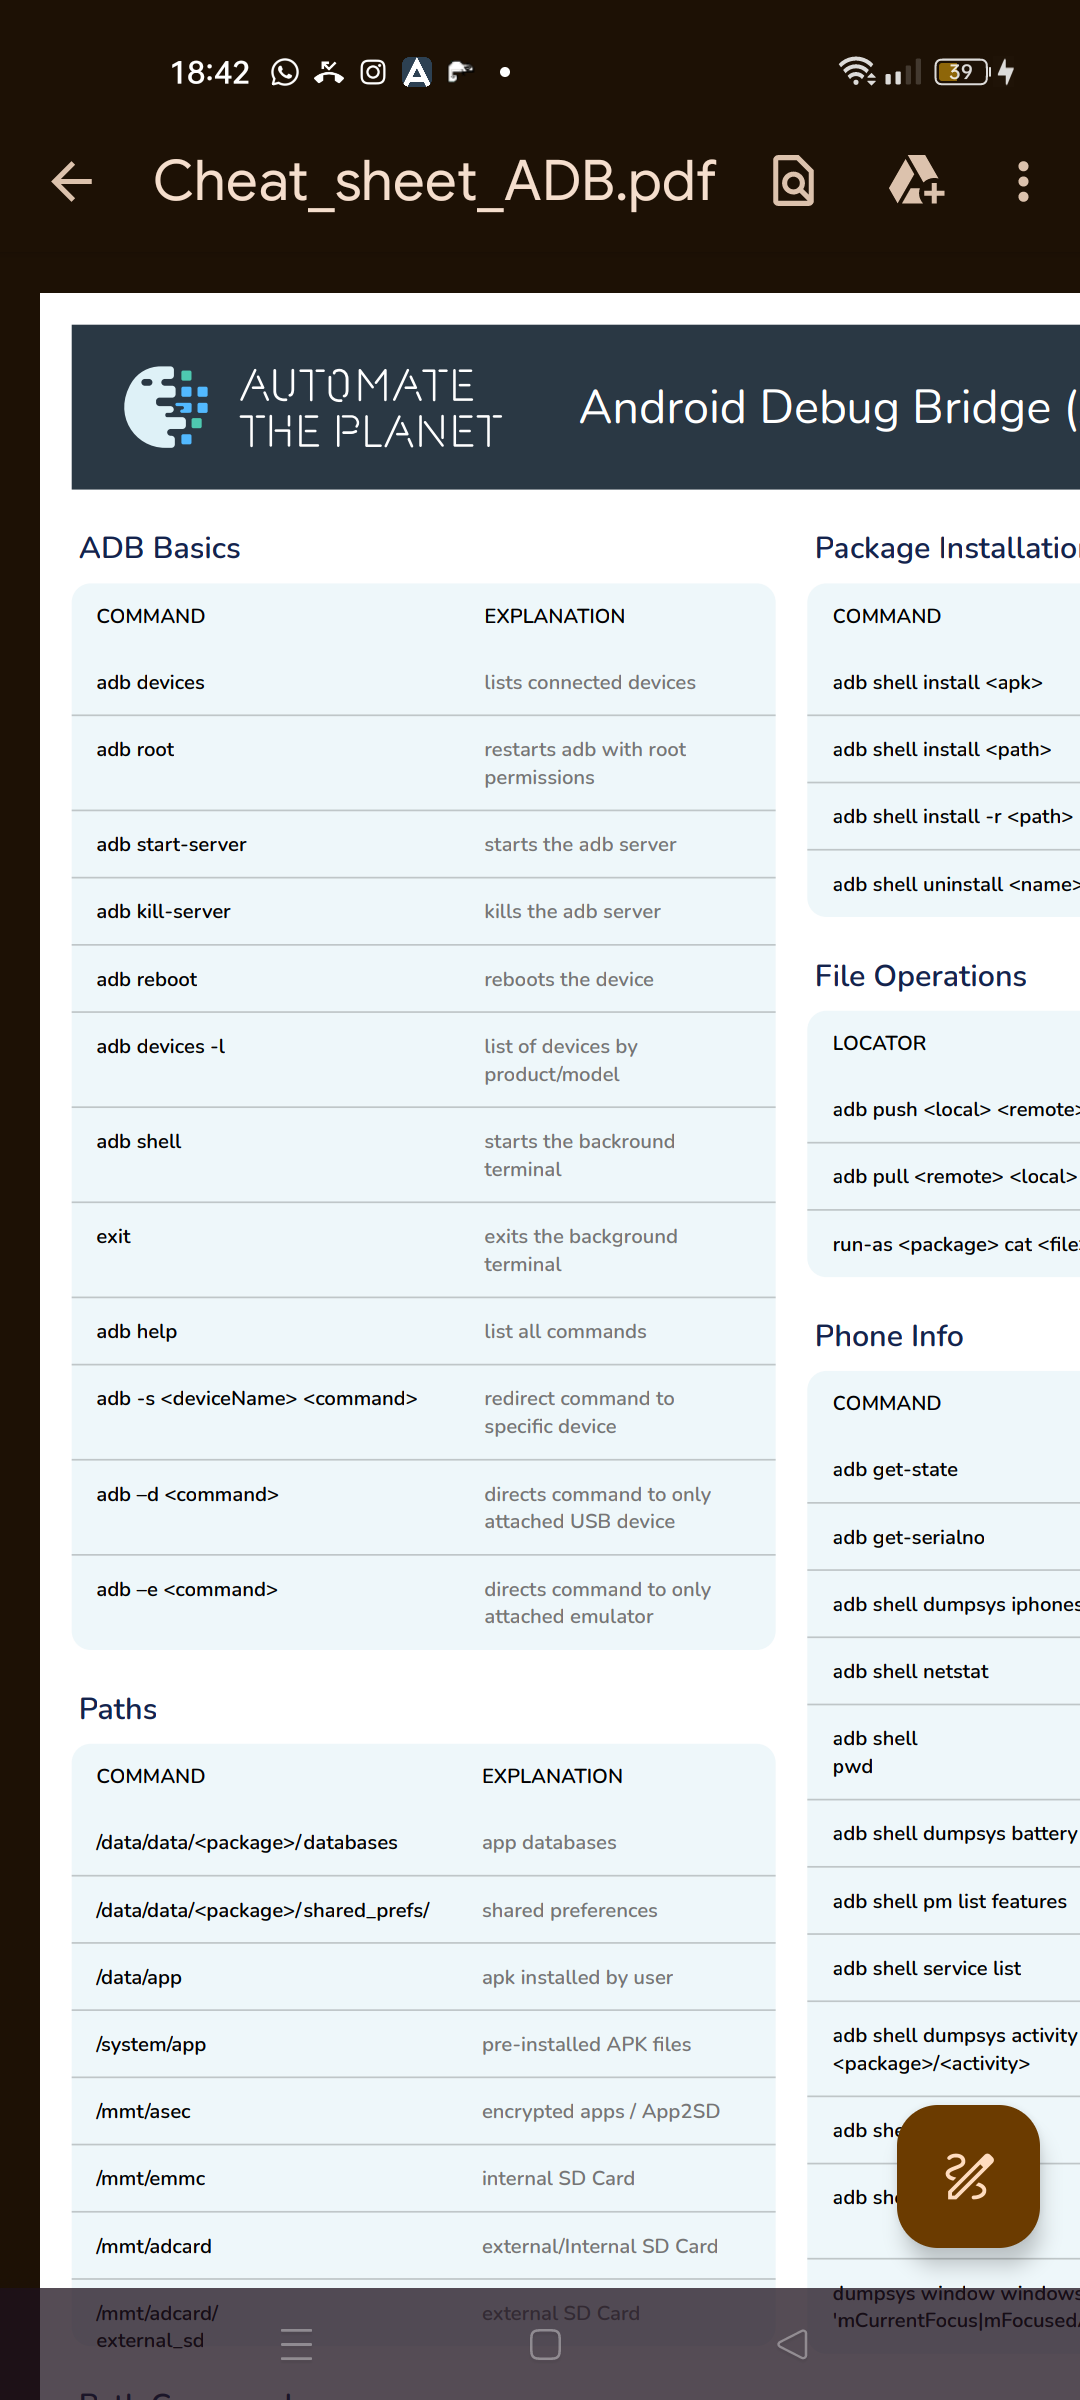 18:42
39
Cheat_sheet_ADB.pdf
AUTOMATE
THE PLANET
Android Debug Bridge (
ADB Basics
COMMAND EXPLANATION
adb devices lists connected devices
adb root restarts adb with root
permissions
adb start-server starts the adb server
adb kill-server kills the adb server
adb reboot reboots the device
adb devices -l list of devices by
product/model
adb shell starts the backround
terminal
exit exits the background
terminal
adb help list all commands
adb -s <deviceName> <command> redirect command to
specific device
adb –d <command> directs command to only
attached USB device
adb –e <command> directs command to only
attached emulator
Paths
COMMAND EXPLANATION
/data/data/<package>/databases app databases
/data/data/<package>/shared_prefs/ shared preferences
/data/app apk installed by user
/system/app pre-installed APK files
/mmt/asec encrypted apps / App2SD
/mmt/emmc internal SD Card
/mmt/adcard external/Internal SD Card
/mmt/adcard/ external SD Card
external_sd
Package Installatio
COMMAND
adb shell install <apk>
adb shell install <path>
adb shell install -r <path>
adb shell uninstall <name>
File Operations
LOCATOR
adb push <local> <remote>
adb pull <remote> <local>
run-as <package> cat <file
Phone Info
COMMAND
adb get-state
adb get-serialno
adb shell dumpsys iphones
adb shell netstat
adb shell
pwd
adb shell dumpsys battery
adb shell pm list features
adb shell service list
adb shell dumpsys activity
<package>/<activity>
adb she
adb sh
dumpsys window windows
'mCurrentFocus|mFocused